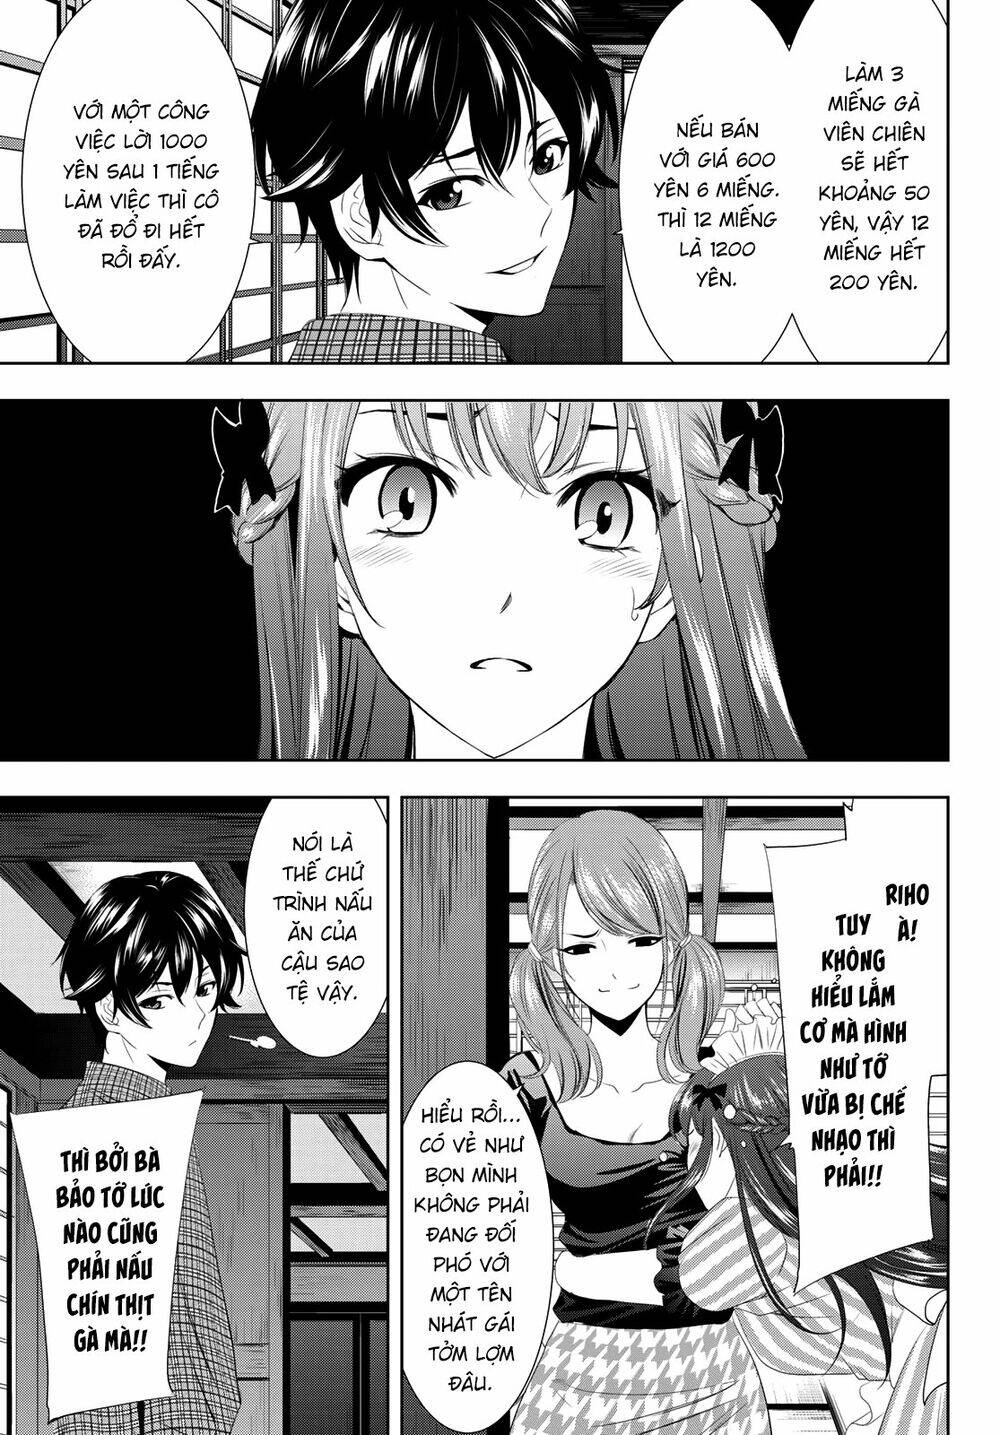 LÀM 3
MIẾNG GÀ
VIÊN CHIÊN
SẼ HẾT
KHOẢNG 50
YÊN, VẬY 12
MIẾNG HẾT
200 YÊN.
NẾU BÁN
VỚI GIÁ 600
YÊN 6 MIẾNG.
THÌ 12 MIẾNG
LÀ 1200
YÊN.
VỚI MỘT CÔNG
VIỆC LỜI 1000
YÊN SAU 1 TIẾNG
LÀM VIỆC THÌ CÔ
ĐÃ ĐỔ ĐI HẾT
RỒI ĐẤY.
RIHO
À!
TUY
KHÔNG
HIỂU LẮM
CƠ MÀ HÌNH
NHƯ TỚ
VỪA BỊ CHẾ
NHẠO THÌ
PHẢI!!
HIỂU RỒI...
CÓ VẺ NHƯ
BỌN MÌNH
KHÔNG PHẢI
ĐANG ĐỐI
PHÓ VỚI
MỘT TÊN
NHÁT GÁI
TỞM LỢM
ĐÂU.
NÓI LÀ
THẾ CHỨ
TRÌNH NẤU
ĂN CỦA
CẬU SAO
TỆ VẬY.
THÌ BỞI BÀ
BẢO TỚ LÚC
NÀO CŨNG
PHẢI NẤU
CHÍN THỊT
GÀ MÀ!!